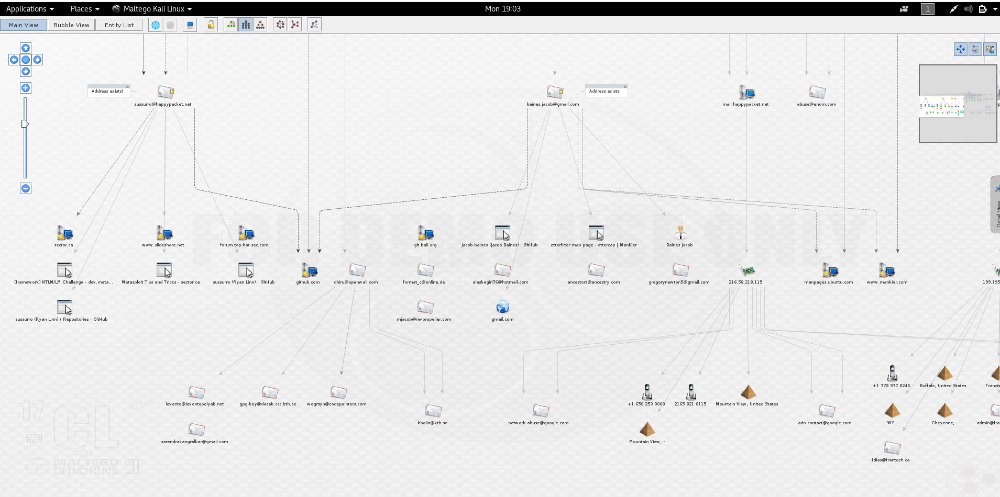 Applications Places Maltego Kali Linux Mon 19:03 1
Main View Bubble View Entity List
Address exists! Address exists!
sussurro@happypacket.net baines.jacob@gmail.com mail.happypacket.net abuse@enom.com
Detail View
sector.ca www.slideshare.net forum.top-hat-sec.com git.kali.org jacob-baines (Jacob Baines) · GitHub etterfilter man page - ettercap | ManKier Baines Jacob
[framework] NTLM/LM Challenge - dev.meta... Metasploit Tips and Tricks - sector.ca sussurro (Ryan Linn) · GitHub github.com dhiru@openwall.com format_c@online.de alaskagirl76@hotmail.com ancestors@ancestry.com gregorynewton5@gmail.com 216.58.218.115 manpages.ubuntu.com www.mankier.com 199.195
sussurro (Ryan Linn) / Repositories · GitHub mjacob@nwpropeller.com gmail.com
+1 778 977 8246 Buffalo, United States Francis
levente@leventepolyak.net gpg-key@dasak.csc.kth.se wegrzyn@codepainters.com +1 650 253 0000 2165 821 8115 Mountain View, United States
kholia@kth.se network-abuse@google.com arin-contact@google.com WY, - Cheyenne, - admin@fra
narendrakangralkar@gmail.com Mountain View, -
fdias@frantech.ca
17 CL
MALTEGO
CHLORINE